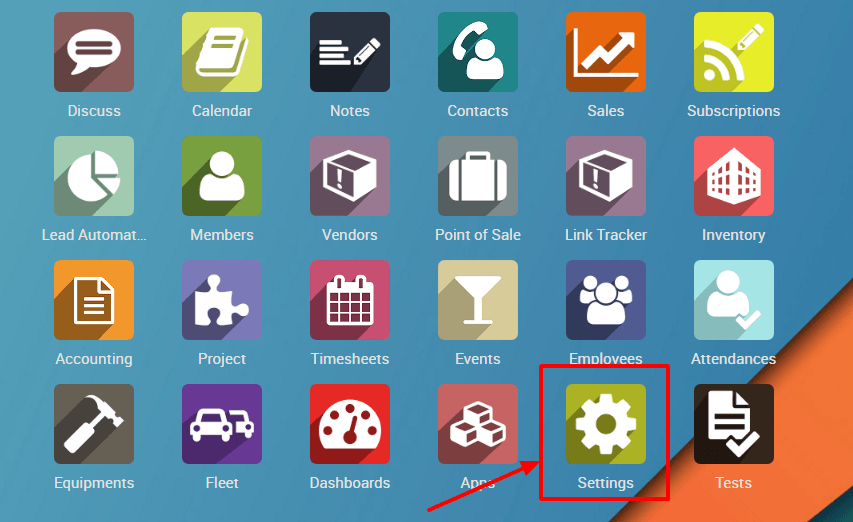 Discuss
Calendar
Notes
Contacts
Sales
Subscriptions
Lead Automat...
Members
Vendors
Point of Sale
Link Tracker
Inventory
Accounting
Project
Timesheets
Events
Employees
Attendances
Equipments
Fleet
Dashboards
Apps
Settings
Tests